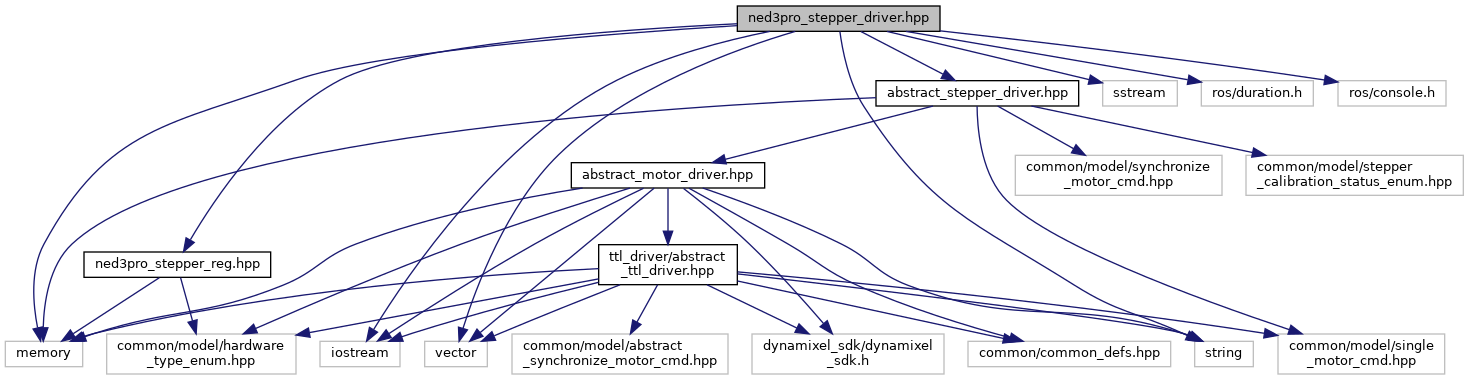 ned3pro_stepper_driver.hpp
abstract_stepper_driver.hpp
sstream
ros/duration.h
ros/console.h
abstract_motor_driver.hpp
common/model/synchronize
_motor_cmd.hpp
common/model/stepper
_calibration_status_enum.hpp
ned3pro_stepper_reg.hpp
ttl_driver/abstract
_ttl_driver.hpp
memory
common/model/hardware
_type_enum.hpp
iostream
vector
common/model/abstract
_synchronize_motor_cmd.hpp
dynamixel_sdk/dynamixel
_sdk.h
common/common_defs.hpp
string
common/model/single
_motor_cmd.hpp